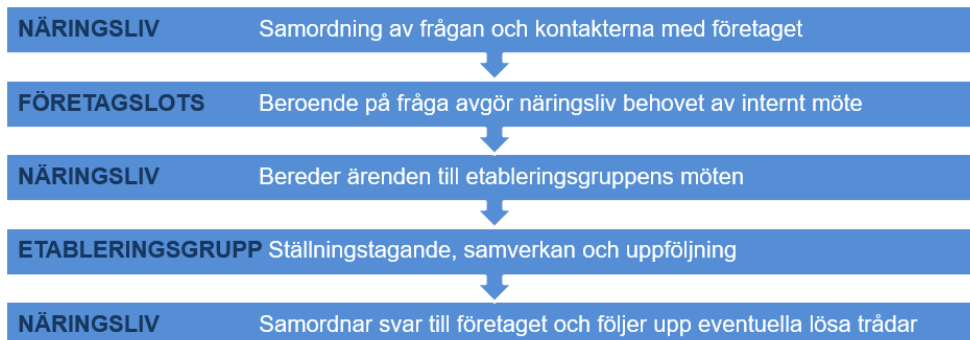 NÄRINGSLIV Samordning av frågan och kontakterna med företaget
FÖRETAGSLOTS Beroende på fråga avgör näringsliv behovet av internt möte
NÄRINGSLIV Bereder ärenden till etableringsgruppens möten
ETABLERINGSGRUPP Ställningstagande, samverkan och uppföljning
NÄRINGSLIV Samordnar svar till företaget och följer upp eventuella lösa trådar